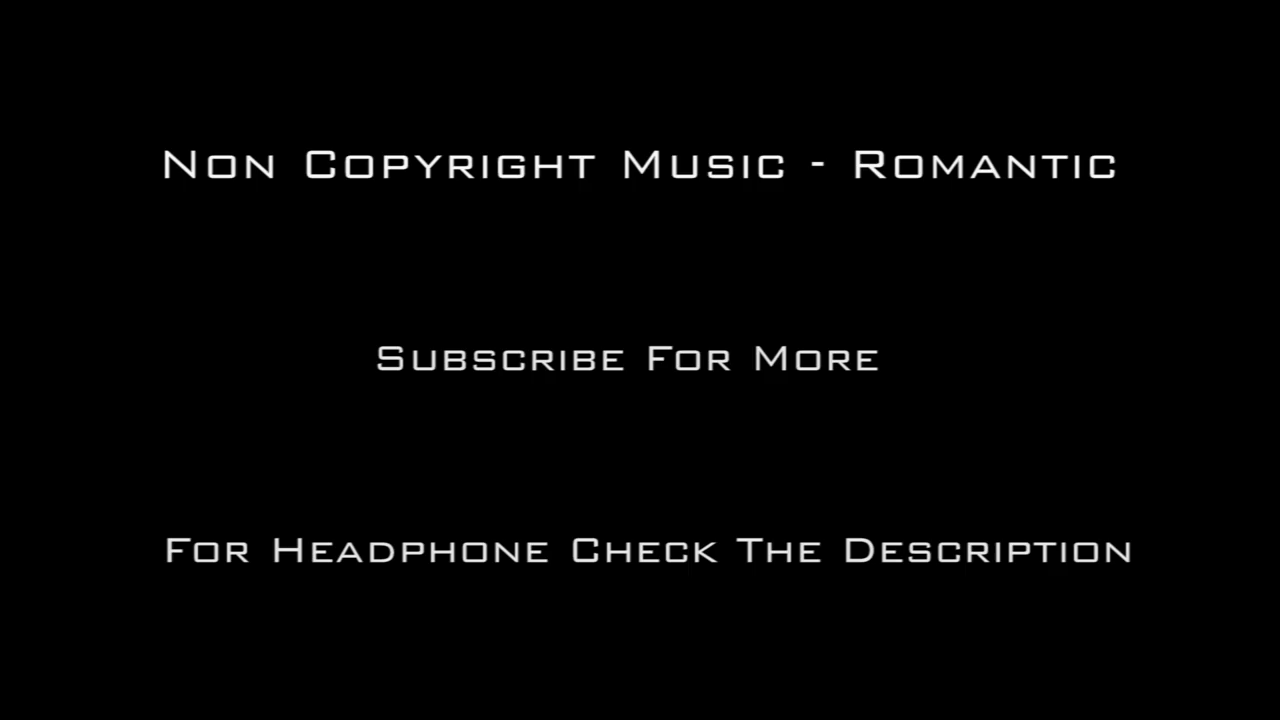 Non Copyright Music - Romantic
Subscribe For More
For Headphone Check The Description